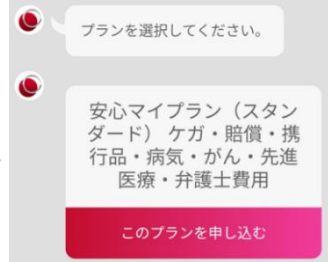 プランを選択してください。
安心マイプラン（スタン
ダード） ケガ・賠償・携
行品・病気・がん・先進
医療・弁護士費用
このプランを申し込む